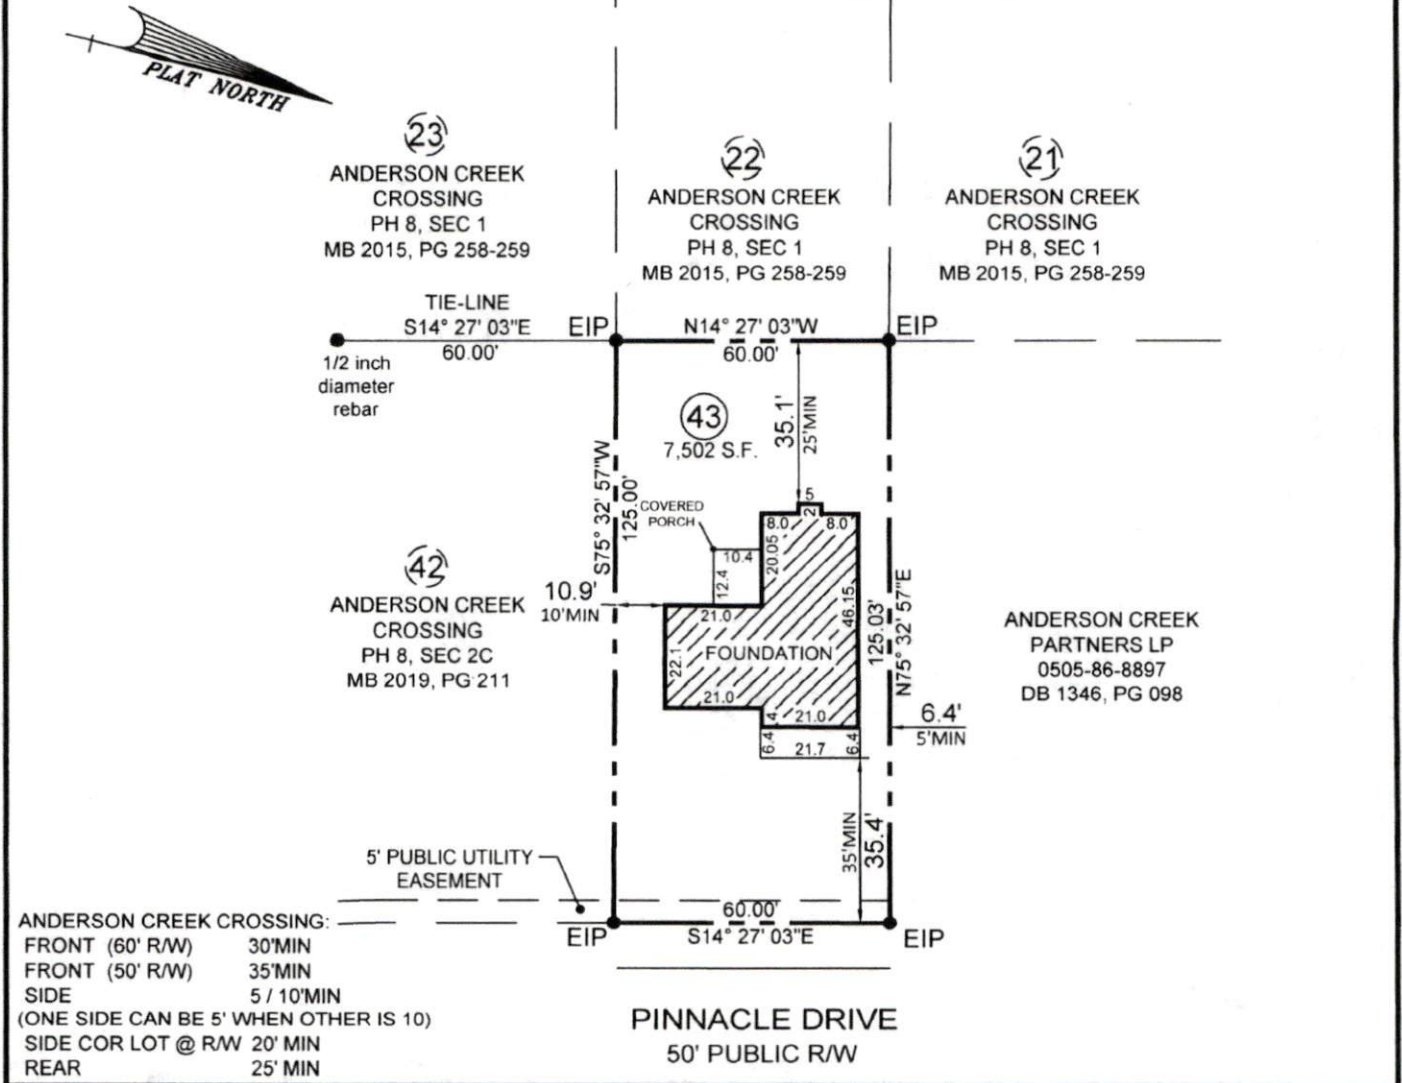 PLAT NORTH
23
ANDERSON CREEK
CROSSING
PH 8, SEC 1
MB 2015, PG 258-259
22
ANDERSON CREEK
CROSSING
PH 8, SEC 1
MB 2015, PG 258-259
21
ANDERSON CREEK
CROSSING
PH 8, SEC 1
MB 2015, PG 258-259
TIE-LINE
S14° 27' 03"E
60.00'
EIP
N14° 27' 03"W
60.00'
EIP
1/2 inch
diameter
rebar
43
7,502 S.F.
35.1'
25'MIN
S75° 32' 57"W
125.00'
COVERED
PORCH
5
2
8.0
8.0
20.05
10.4
12.4
42
ANDERSON CREEK
CROSSING
PH 8, SEC 2C
MB 2019, PG 211
10.9'
10'MIN
21.0
46.15
22.1
FOUNDATION
21.0
4
21.0
6.4
21.7
6.4
125.03'
N75° 32' 57"E
ANDERSON CREEK
PARTNERS LP
0505-86-8897
DB 1346, PG 098
6.4'
5'MIN
35'MIN
35.4'
5' PUBLIC UTILITY
EASEMENT
60.00'
S14° 27' 03"E
EIP
EIP
ANDERSON CREEK CROSSING:
FRONT (60' R/W) 30'MIN
FRONT (50' R/W) 35'MIN
SIDE 5 / 10'MIN
(ONE SIDE CAN BE 5' WHEN OTHER IS 10)
SIDE COR LOT @ R/W 20' MIN
REAR 25' MIN
PINNACLE DRIVE
50' PUBLIC R/W